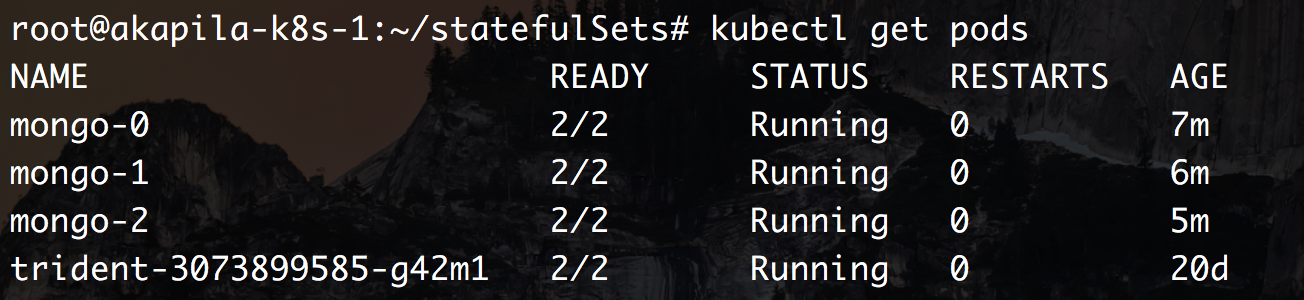 root@akapila-k8s-1:~/statefulSets# kubectl get pods
NAME READY STATUS RESTARTS AGE
mongo-0 2/2 Running 0 7m
mongo-1 2/2 Running 0 6m
mongo-2 2/2 Running 0 5m
trident-3073899585-g42m1 2/2 Running 0 20d